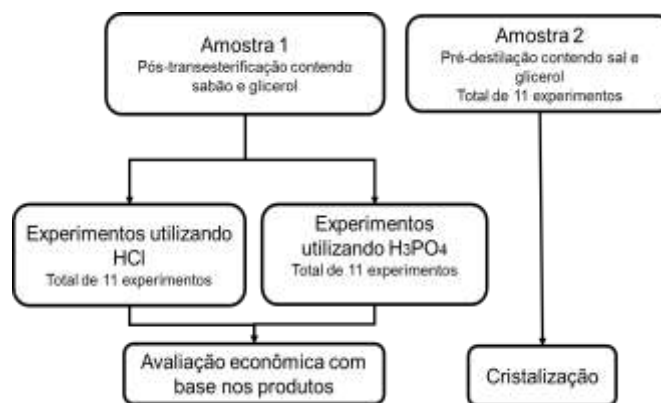 Amostra 1
Pós-transesterificação contendo
sabão e glicerol
Amostra 2
Pré-destilação contendo sal e
glicerol
Total de 11 experimentos
Experimentos utilizando
HCl
Total de 11 experimentos
Experimentos
utilizando H3PO4
Total de 11 experimentos
Avaliação econômica com
base nos produtos
Cristalização